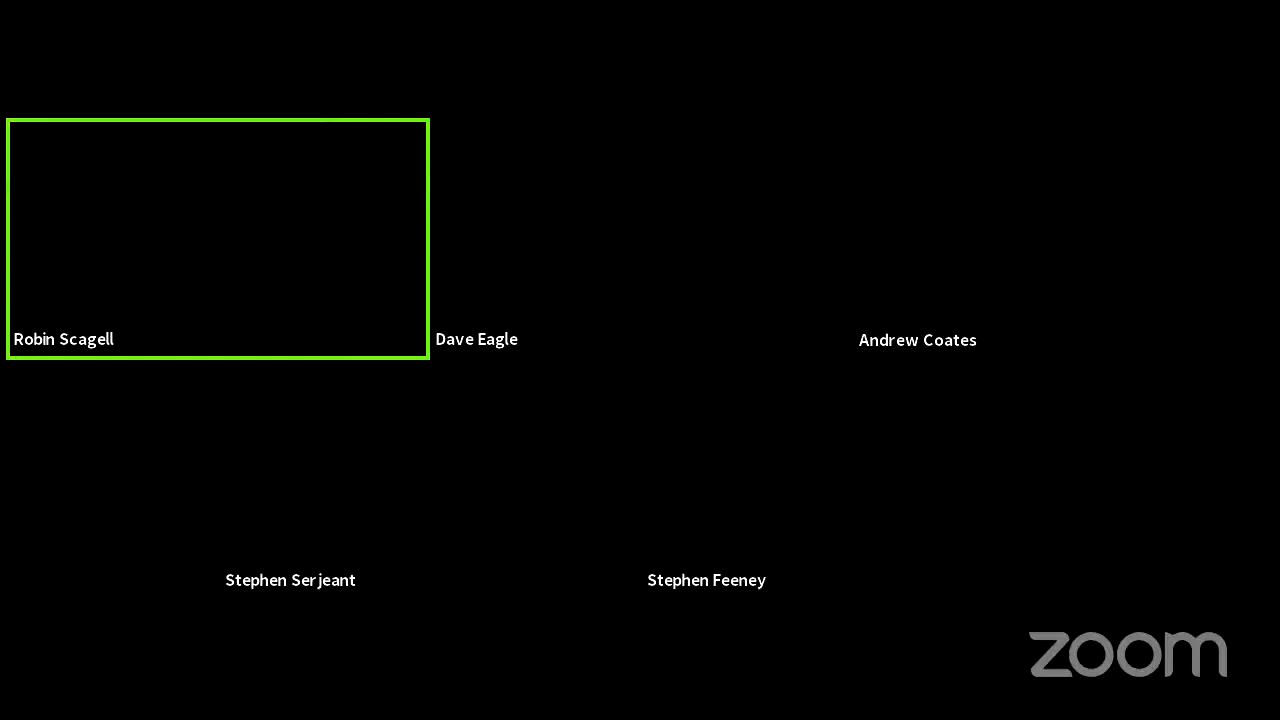 Robin Scagell
Dave Eagle
Andrew Coates
Stephen Serjeant
Stephen Feeney
zoom